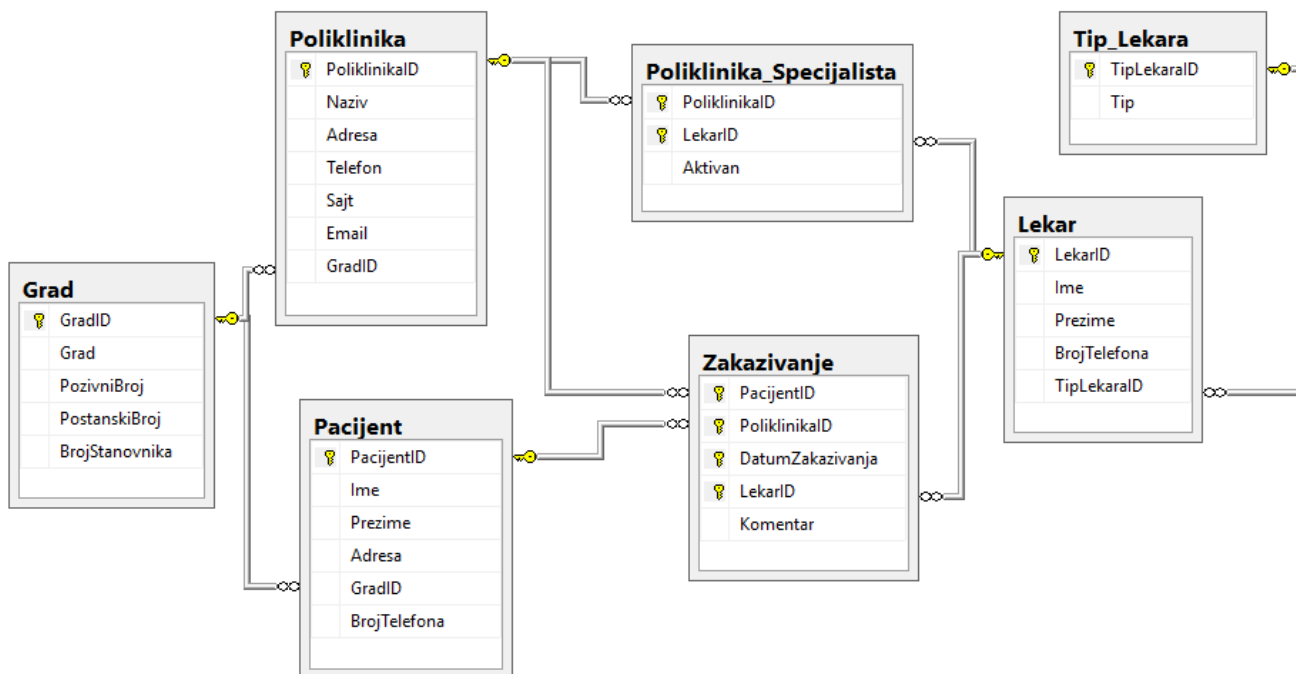 Poliklinika
PoliklinikaID
Naziv
Adresa
Telefon
Sajt
Email
GradID
Poliklinika_Specijalista
PoliklinikaID
LekarID
Aktivan
Tip_Lekara
TipLekaraID
Tip
Lekar
LekarID
Ime
Prezime
BrojTelefona
TipLekaraID
Grad
GradID
Grad
PozivniBroj
PostanskiBroj
BrojStanovnika
Pacijent
PacijentID
Ime
Prezime
Adresa
GradID
BrojTelefona
Zakazivanje
PacijentID
PoliklinikaID
DatumZakazivanja
LekarID
Komentar